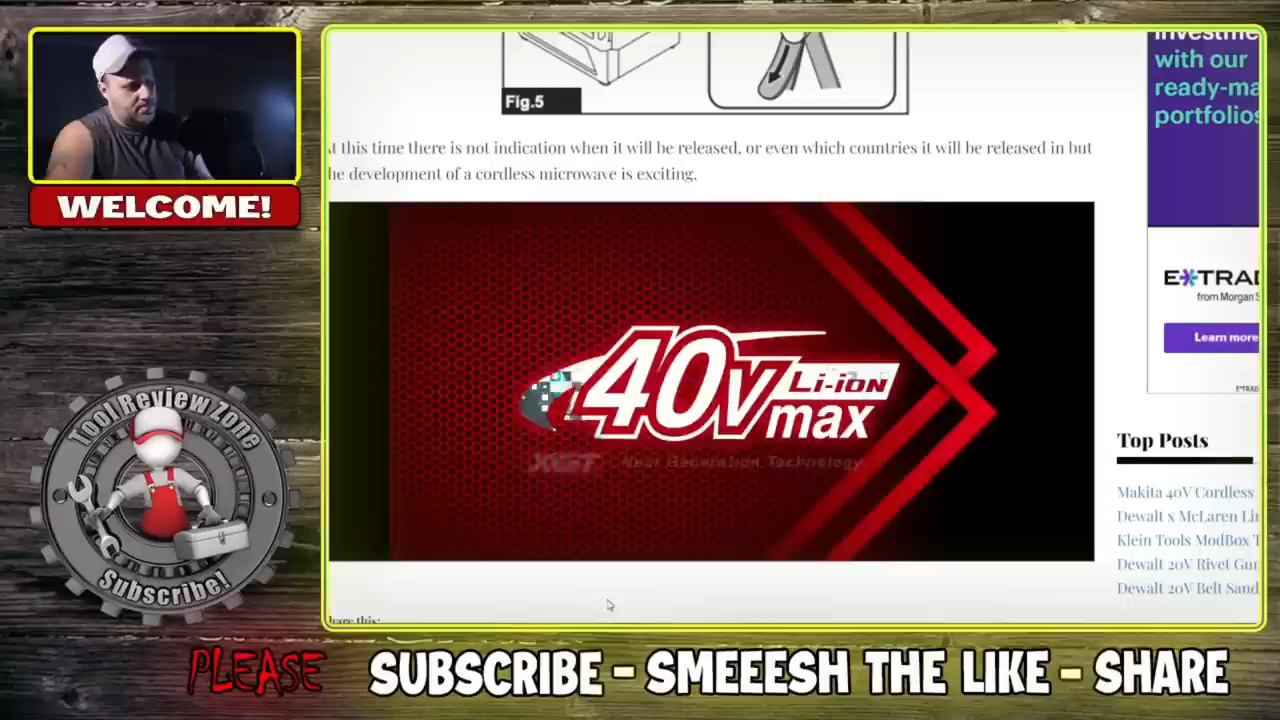 WELCOME!
Tool Review Zone
Subscribe!
Fig.5
t this time there is not indication when it will be released, or even which countries it will be released in but
he development of a cordless microwave is exciting.
40V Li-ion
max
XGT Next Generation Technology
with our
ready-ma
portfolios
E*TRAD
from Morgan S
Learn more
E*TRAD
Top Posts
Makita 40V Cordless
Dewalt x McLaren Li
Klein Tools ModBox T
Dewalt 20V Rivet Gun
Dewalt 20V Belt Sand
hare this:
PLEASE SUBSCRIBE - SMEEESH THE LIKE - SHARE